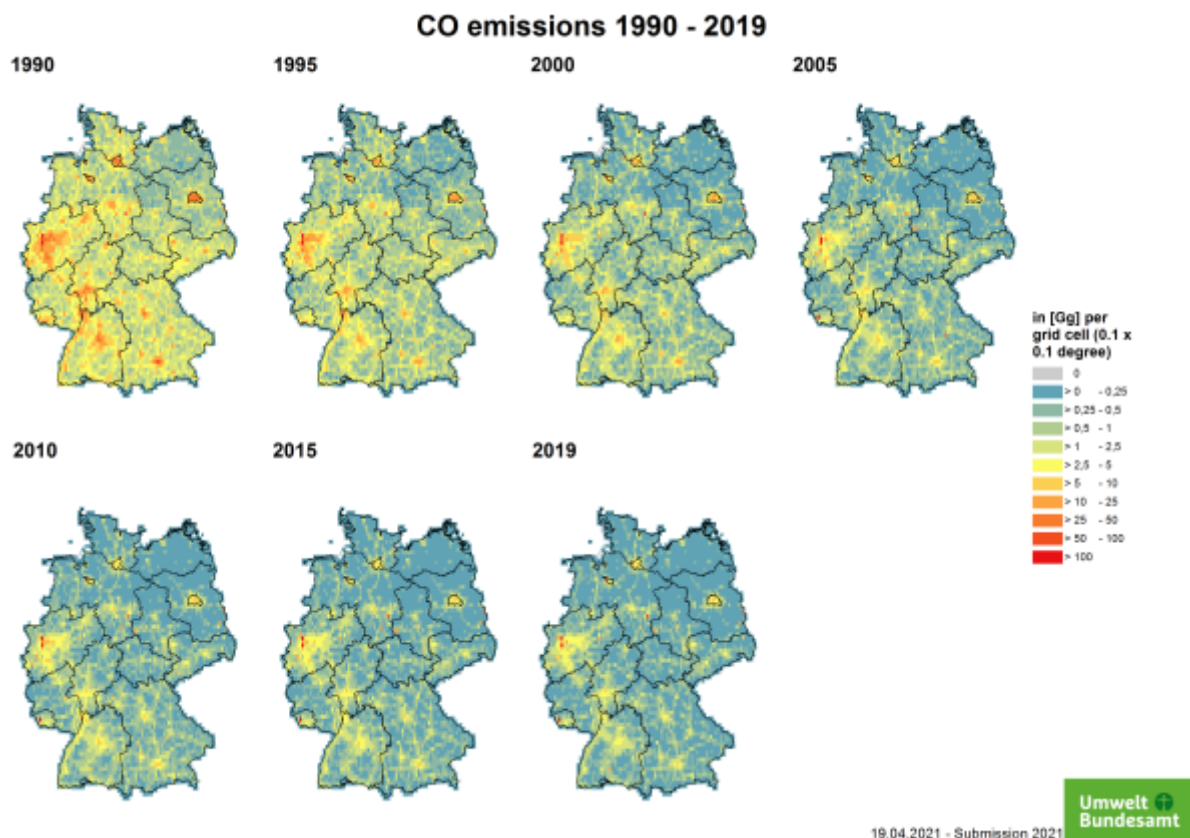 CO emissions 1990 - 2019
1990
1995
2000
2005
in [Gg] per
grid cell (0.1 x
0.1 degree)
0
> 0 - 0,25
> 0,25 - 0,5
> 0,5 - 1
> 1 - 2,5
> 2,5 - 5
> 5 - 10
> 10 - 25
> 25 - 50
> 50 - 100
> 100
2010
2015
2019
Umwelt
Bundesamt
19.04.2021 - Submission 2021